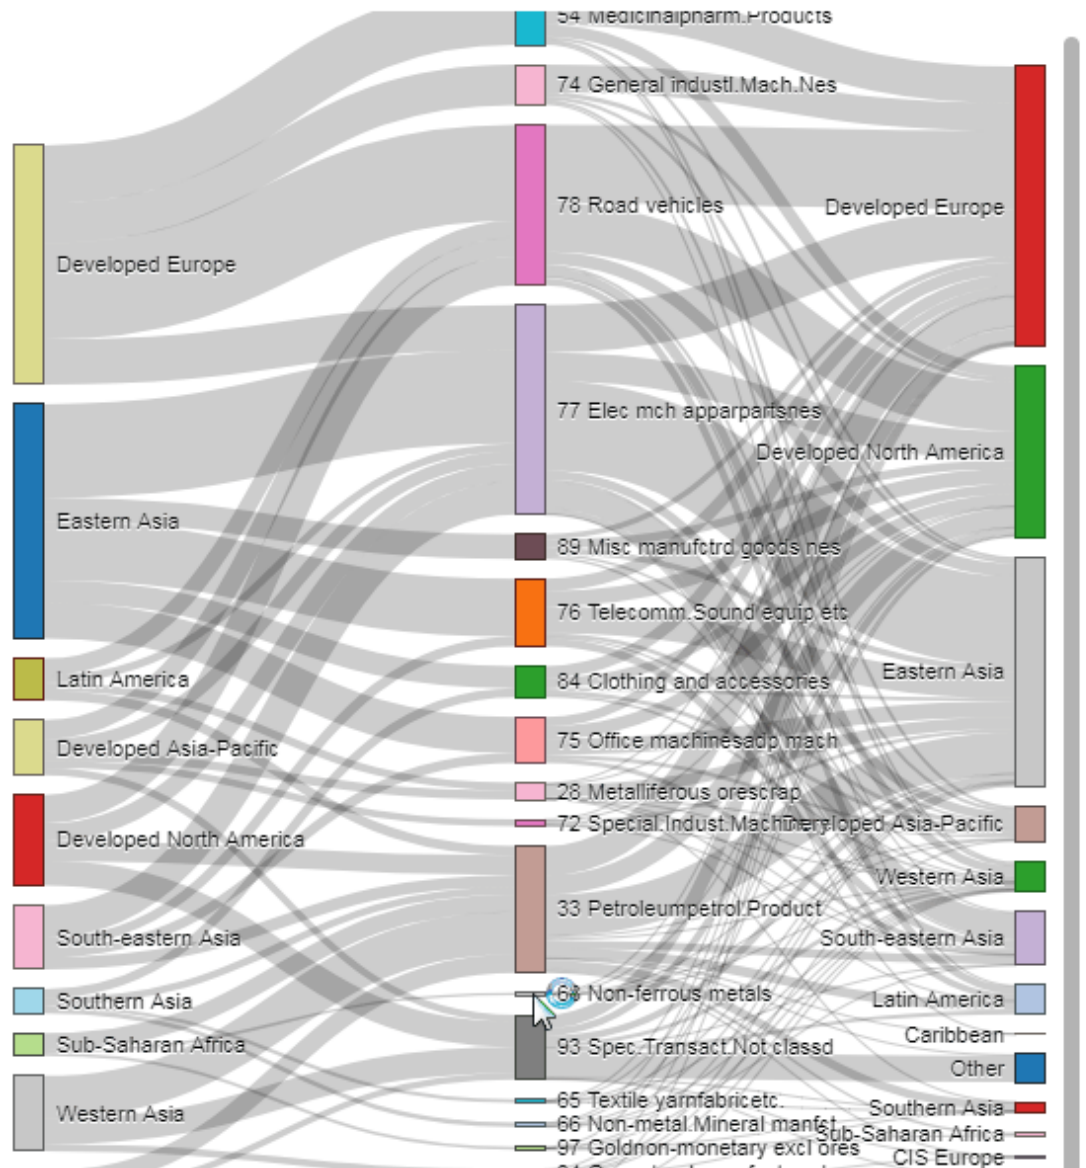 Developed Europe
Eastern Asia
Latin America
Developed Asia-Pacific
Developed North America
South-eastern Asia
Southern Asia
Sub-Saharan Africa
Western Asia
54 Medicinalpharm.Products
74 General industl.Mach.Nes
78 Road vehicles
77 Elec mch apparpartsnes
89 Misc manufctrd goods nes
76 Telecomm.Sound equip etc
84 Clothing and accessories
75 Office machinesadp mach
28 Metalliferous orescrap
72 Special.Indust.Machinery
33 Petroleumpetrol.Product
68 Non-ferrous metals
93 Spec.Transact.Not classd
65 Textile yarnfabricetc.
66 Non-metal.Mineral manfct
97 Goldnon-monetary excl ores
Developed Europe
Developed North America
Eastern Asia
Developed Asia-Pacific
Western Asia
South-eastern Asia
Latin America
Caribbean
Other
Southern Asia
Sub-Saharan Africa
CIS Europe